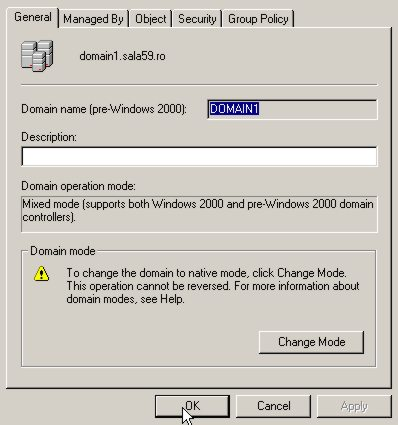 General Managed By Object Security Group Policy
domain1.sala59.ro
Domain name (pre-Windows 2000): DOMAIN1
Description:
Domain operation mode:
Mixed mode (supports both Windows 2000 and pre-Windows 2000 domain
controllers).
Domain mode
To change the domain to native mode, click Change Mode.
This operation cannot be reversed. For more information about
domain modes, see Help.
Change Mode
OK Cancel Apply